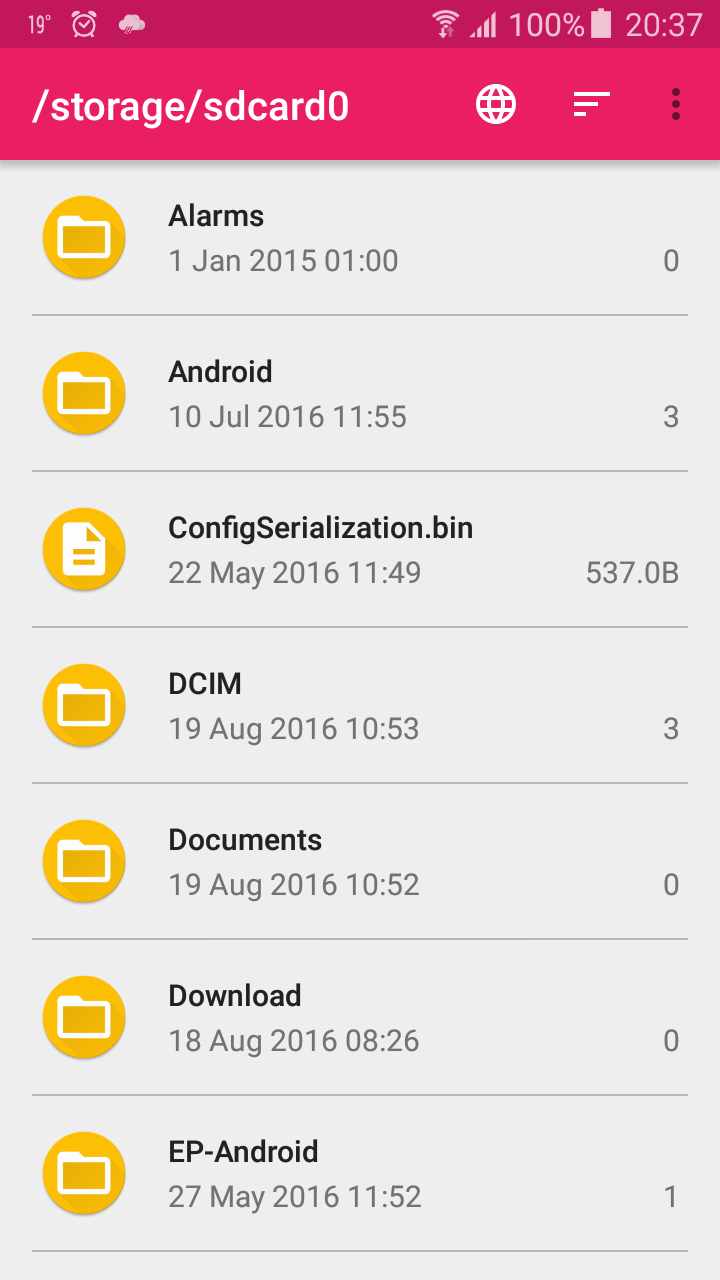 19° 100% 20:37
/storage/sdcard0
Alarms
1 Jan 2015 01:00 0
Android
10 Jul 2016 11:55 3
ConfigSerialization.bin
22 May 2016 11:49 537.0B
DCIM
19 Aug 2016 10:53 3
Documents
19 Aug 2016 10:52 0
Download
18 Aug 2016 08:26 0
EP-Android
27 May 2016 11:52 1